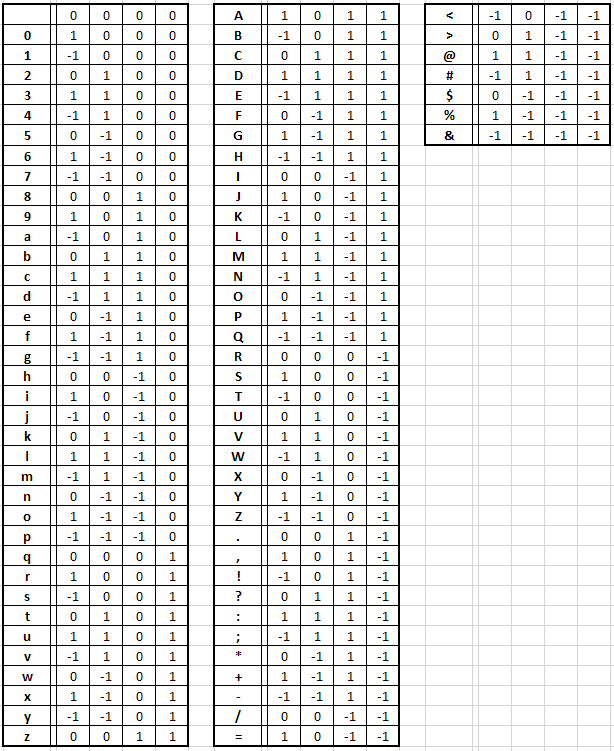 0 0 0 0
0 1 0 0 0
1 -1 0 0 0
2 0 1 0 0
3 1 1 0 0
4 -1 1 0 0
5 0 -1 0 0
6 1 -1 0 0
7 -1 -1 0 0
8 0 0 1 0
9 1 0 1 0
a -1 0 1 0
b 0 1 1 0
c 1 1 1 0
d -1 1 1 0
e 0 -1 1 0
f 1 -1 1 0
g -1 -1 1 0
h 0 0 -1 0
i 1 0 -1 0
j -1 0 -1 0
k 0 1 -1 0
l 1 1 -1 0
m -1 1 -1 0
n 0 -1 -1 0
o 1 -1 -1 0
p -1 -1 -1 0
q 0 0 0 1
r 1 0 0 1
s -1 0 0 1
t 0 1 0 1
u 1 1 0 1
v -1 1 0 1
w 0 -1 0 1
x 1 -1 0 1
y -1 -1 0 1
z 0 0 1 1
A 1 0 1 1
B -1 0 1 1
C 0 1 1 1
D 1 1 1 1
E -1 1 1 1
F 0 -1 1 1
G 1 -1 1 1
H -1 -1 1 1
I 0 0 -1 1
J 1 0 -1 1
K -1 0 -1 1
L 0 1 -1 1
M 1 1 -1 1
N -1 1 -1 1
O 0 -1 -1 1
P 1 -1 -1 1
Q -1 -1 -1 1
R 0 0 0 -1
S 1 0 0 -1
T -1 0 0 -1
U 0 1 0 -1
V 1 1 0 -1
W -1 1 0 -1
X 0 -1 0 -1
Y 1 -1 0 -1
Z -1 -1 0 -1
. 0 0 1 -1
, 1 0 1 -1
! -1 0 1 -1
? 0 1 1 -1
: 1 1 1 -1
; -1 1 1 -1
* 0 -1 1 -1
+ 1 -1 1 -1
- -1 -1 1 -1
/ 0 0 -1 -1
= 1 0 -1 -1
< -1 0 -1 -1
> 0 1 -1 -1
@ 1 1 -1 -1
# -1 1 -1 -1
$ 0 -1 -1 -1
% 1 -1 -1 -1
& -1 -1 -1 -1